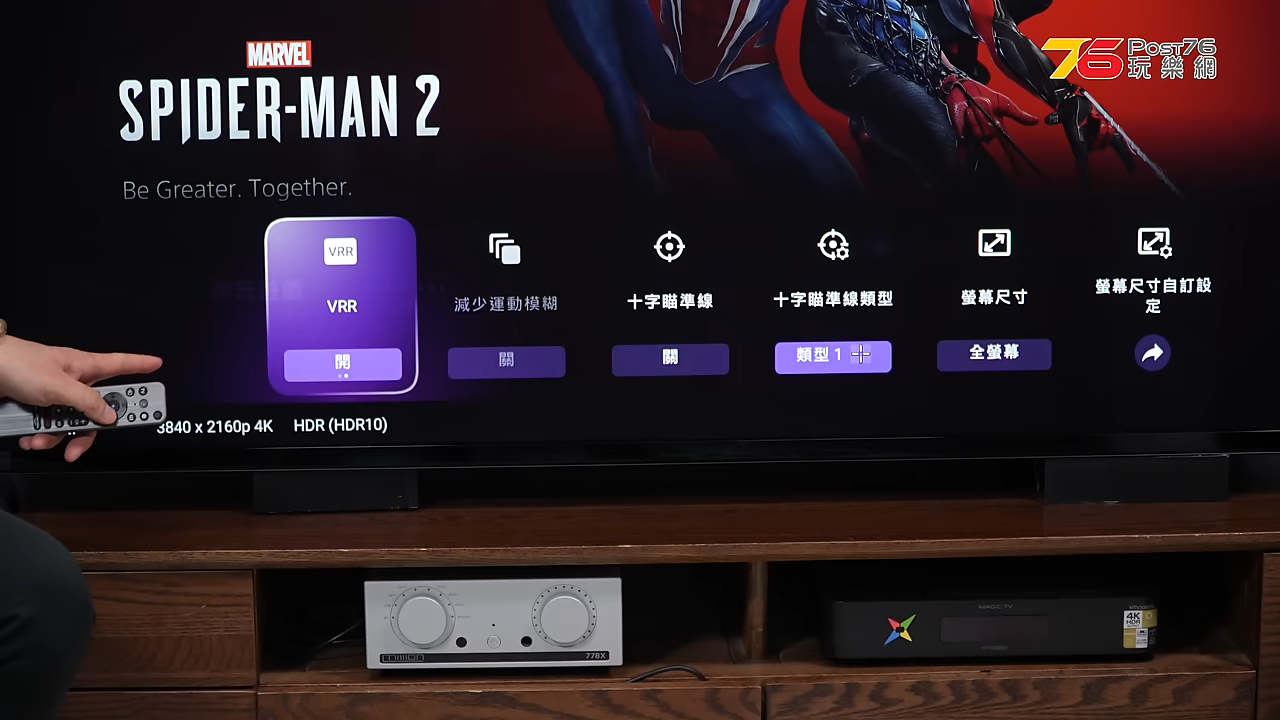 MARVEL
SPIDER-MAN 2
Be Greater. Together.
76 Post76
玩樂網
VRR
VRR
開
減少運動模糊
關
十字瞄準線
關
十字瞄準線類型
類型 1
螢幕尺寸
全螢幕
螢幕尺寸自訂設
定
3840 x 2160p 4K HDR (HDR10)
778X
MAGIC TV
4K
HDR